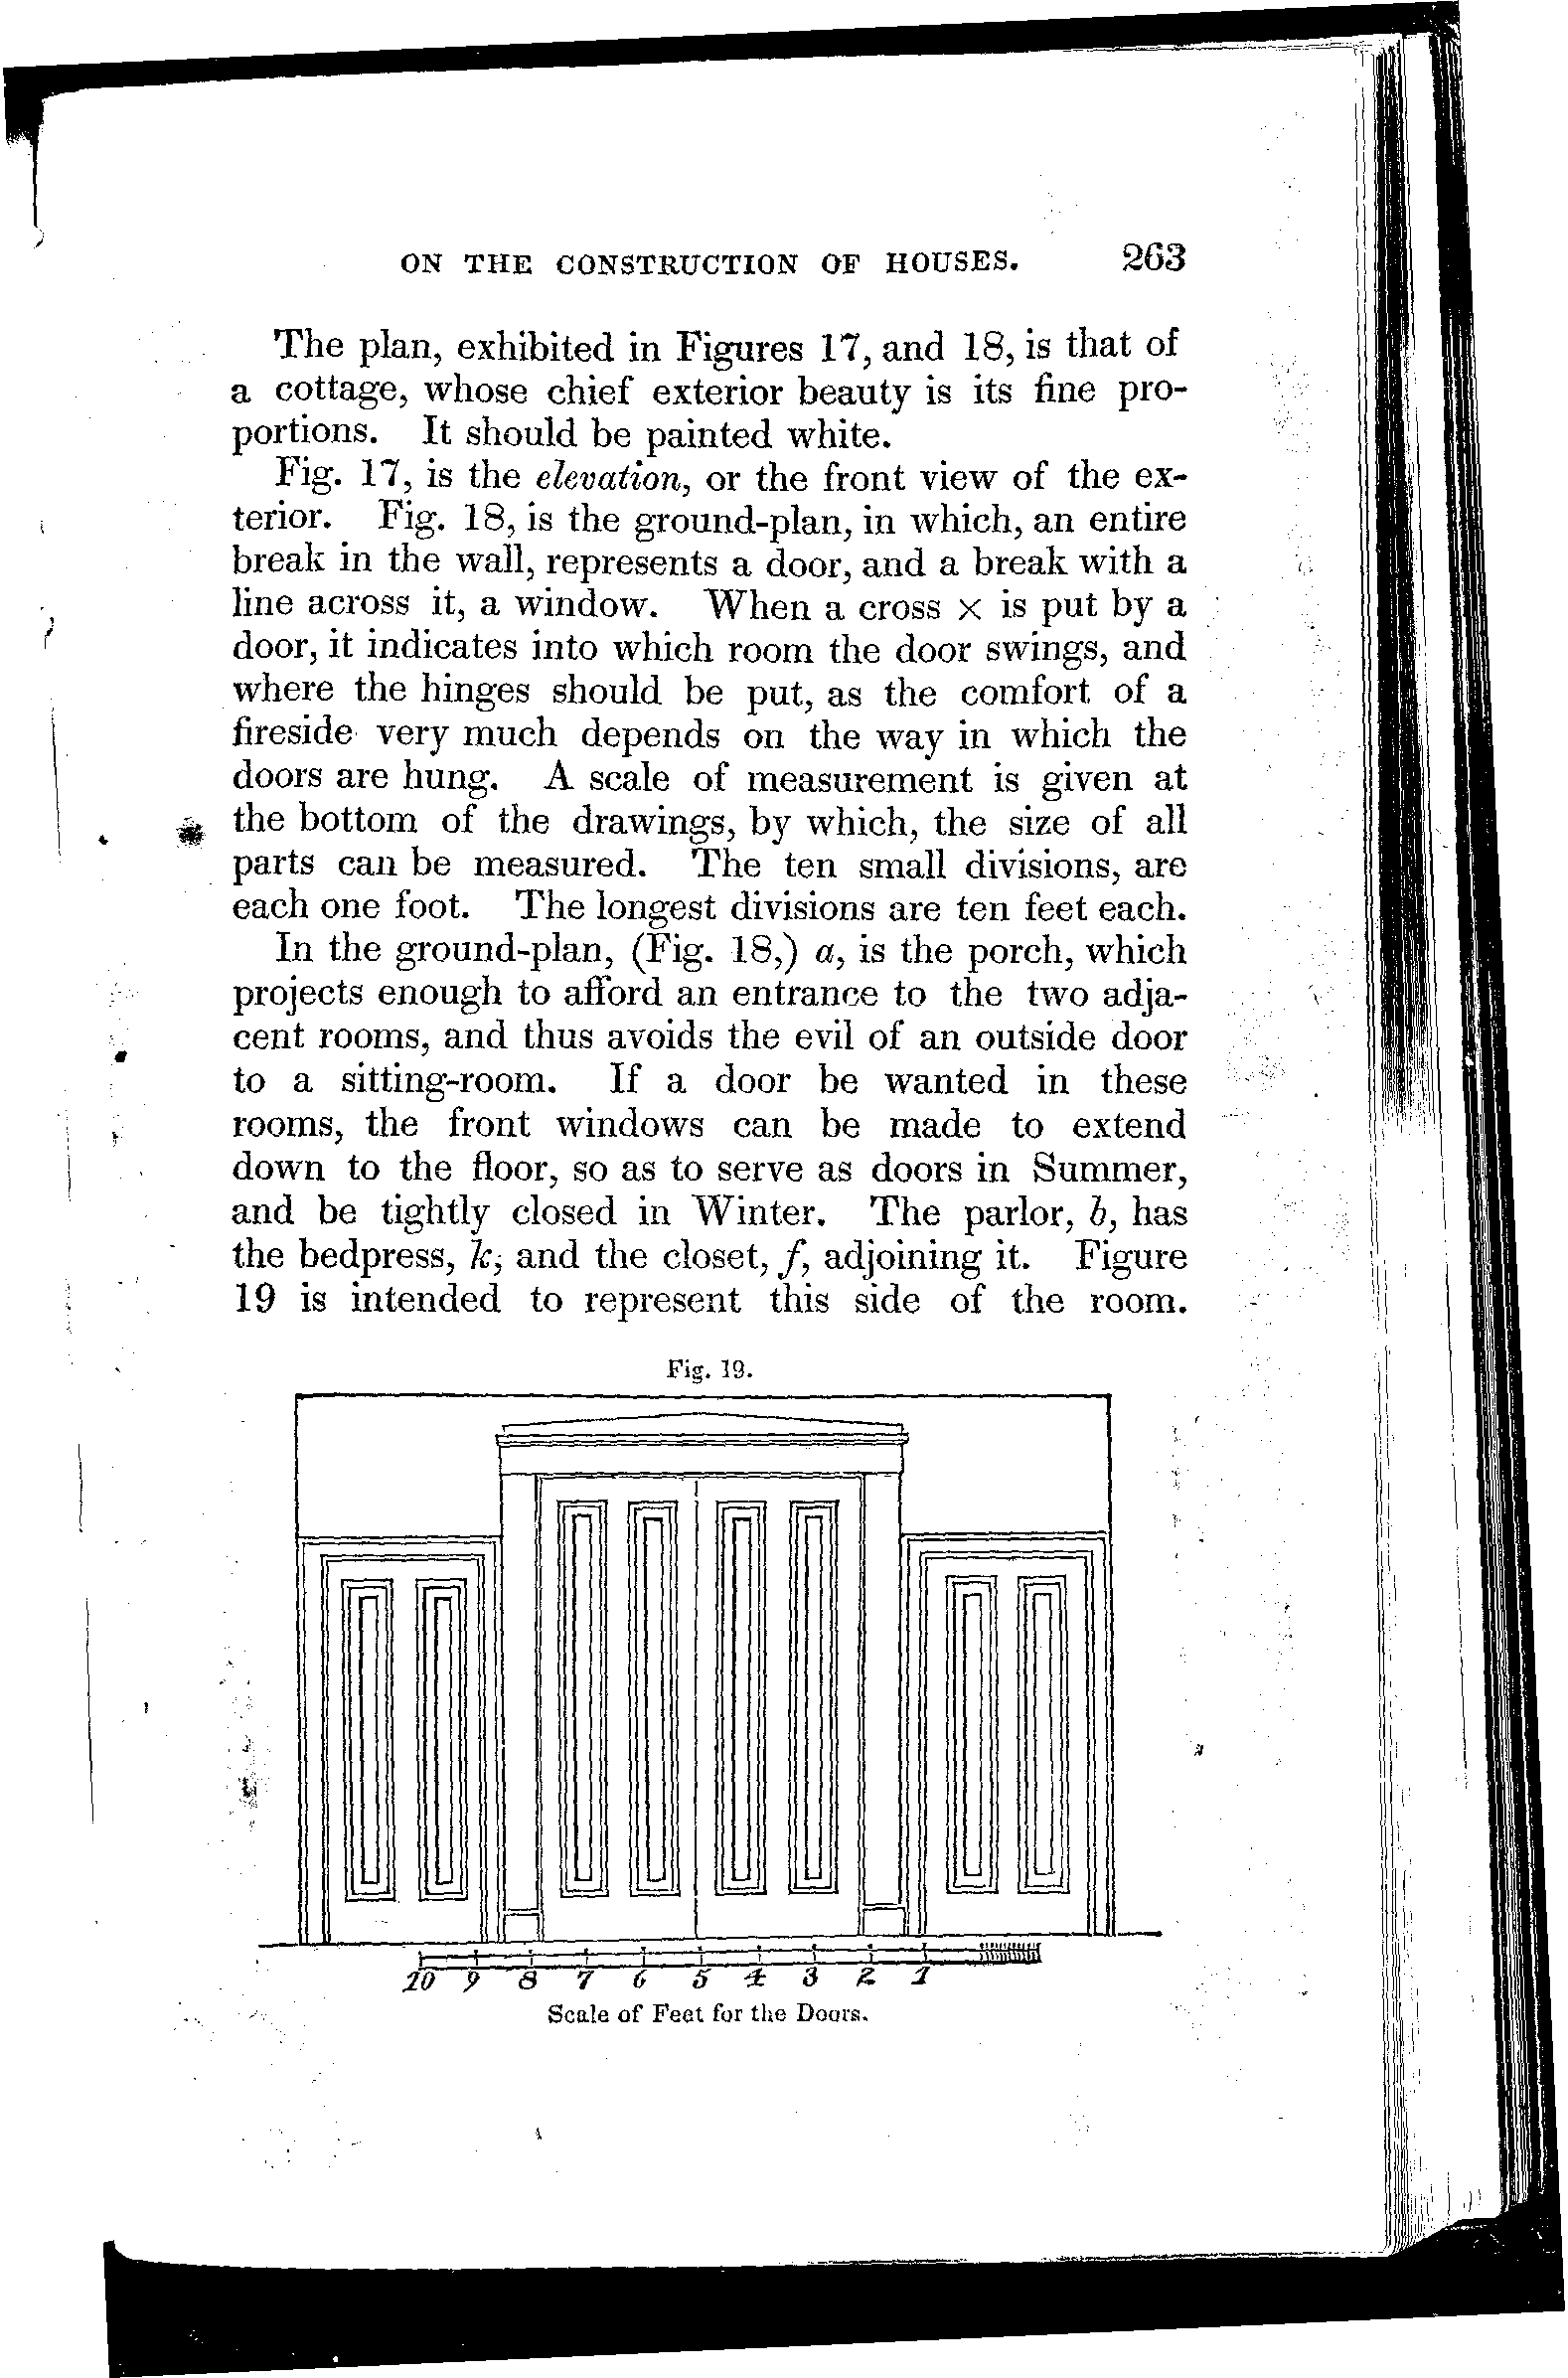 ON THE CONSTRUCTION OF HOUSES. 263
The plan, exhibited in Figures 17, and 18, is that of
a cottage, whose chief exterior beauty is its fine pro-
portions. It should be painted white.
Fig. 17, is the elevation, or the front view of the ex-
terior. Fig. 18, is the ground-plan, in which, an entire
break in the wall, represents a door, and a break with a
line across it, a window. When a cross × is put by a
door, it indicates into which room the door swings, and
where the hinges should be put, as the comfort of a
fireside very much depends on the way in which the
doors are hung. A scale of measurement is given at
the bottom of the drawings, by which, the size of all
parts can be measured. The ten small divisions, are
each one foot. The longest divisions are ten feet each.
In the ground-plan, (Fig. 18,) a, is the porch, which
projects enough to afford an entrance to the two adja-
cent rooms, and thus avoids the evil of an outside door
to a sitting-room. If a door be wanted in these
rooms, the front windows can be made to extend
down to the floor, so as to serve as doors in Summer,
and be tightly closed in Winter. The parlor, b, has
the bedpress, k, and the closet, f, adjoining it. Figure
19 is intended to represent this side of the room.
Fig. 19.
10 9 8 7 6 5 4 3 2 1
Scale of Feet for the Doors.